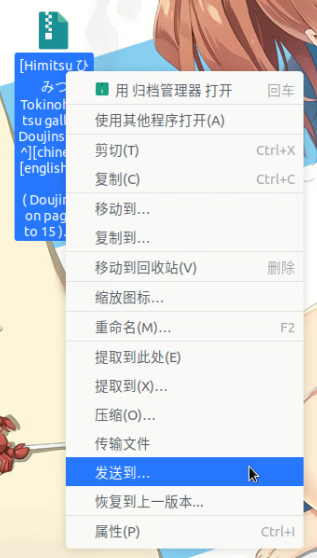 [Himitsu ひ
みつ
Tokinoh
tsu gall
Doujins
^][chine
[english
( Doujin
on pag
to 15 ).
用 归档管理器 打开 回车
使用其他程序打开(A)
剪切(T) Ctrl+X
复制(C) Ctrl+C
移动到…
复制到…
移动到回收站(V) 删除
缩放图标…
重命名(M)… F2
提取到此处(E)
提取到(X)…
压缩(O)…
传输文件
发送到…
恢复到上一版本…
属性(P) Ctrl+I